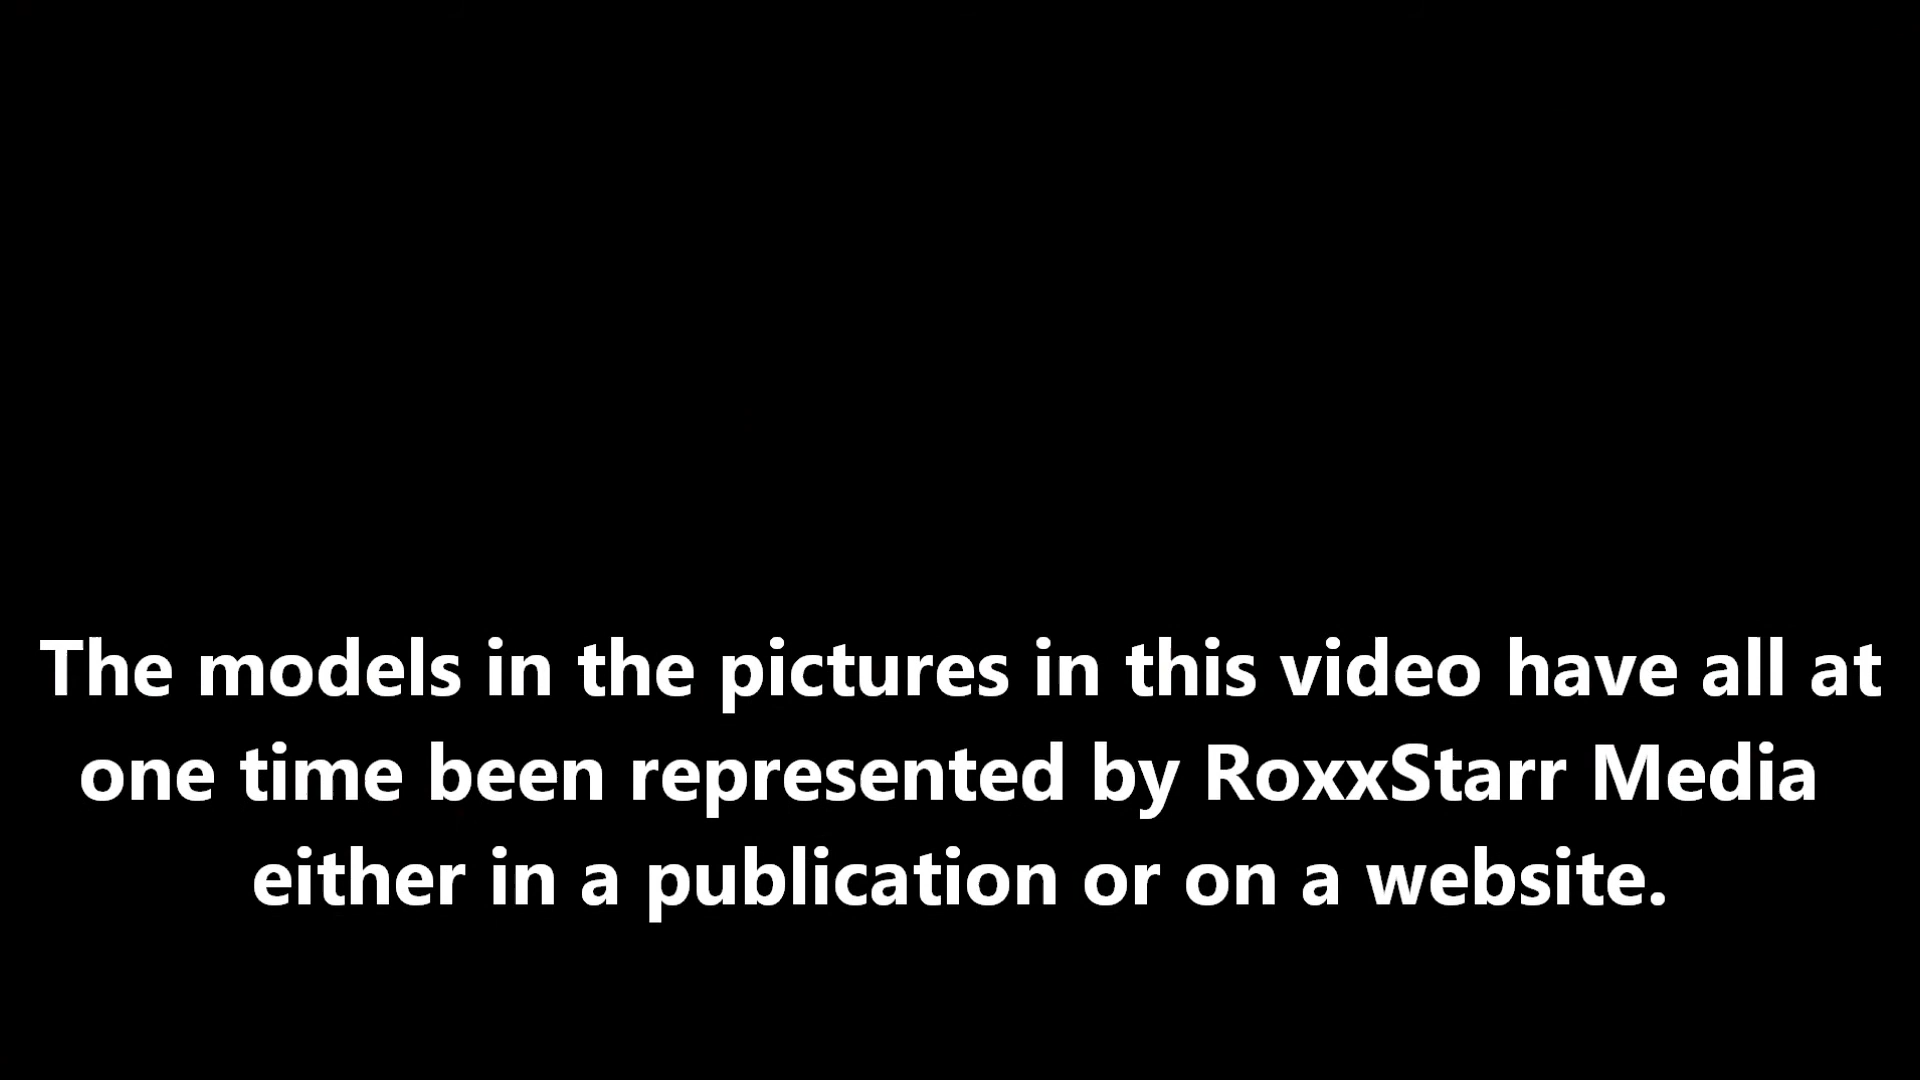 The models in the pictures in this video have all at
one time been represented by RoxxStarr Media
either in a publication or on a website.